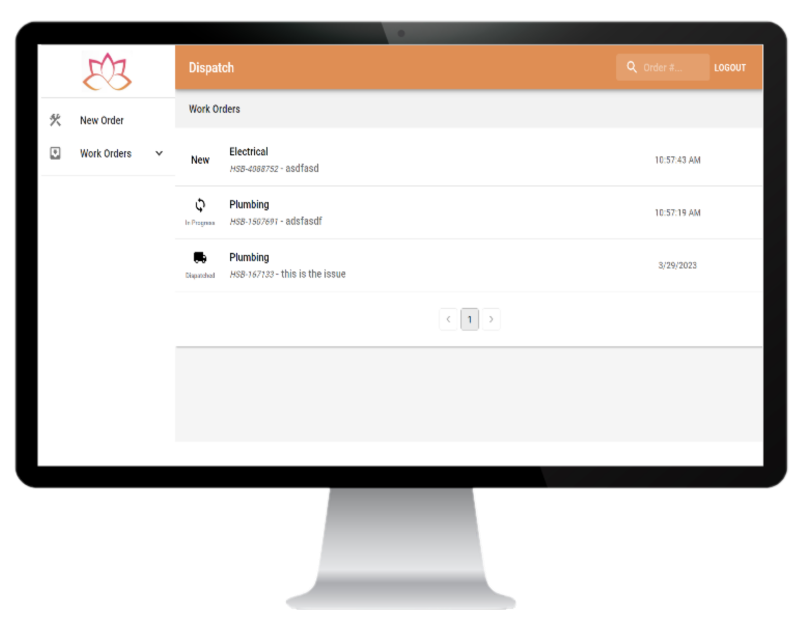 Dispatch
Order #...
LOGOUT
New Order
Work Orders
Work Orders
New
Electrical
HSB-4988752 - asdfasd
10:57:43 AM
In Progress
Plumbing
HSB-1507691 - adsfasdf
10:57:19 AM
Dispatched
Plumbing
HSB-167133 - this is the issue
3/29/2023
1